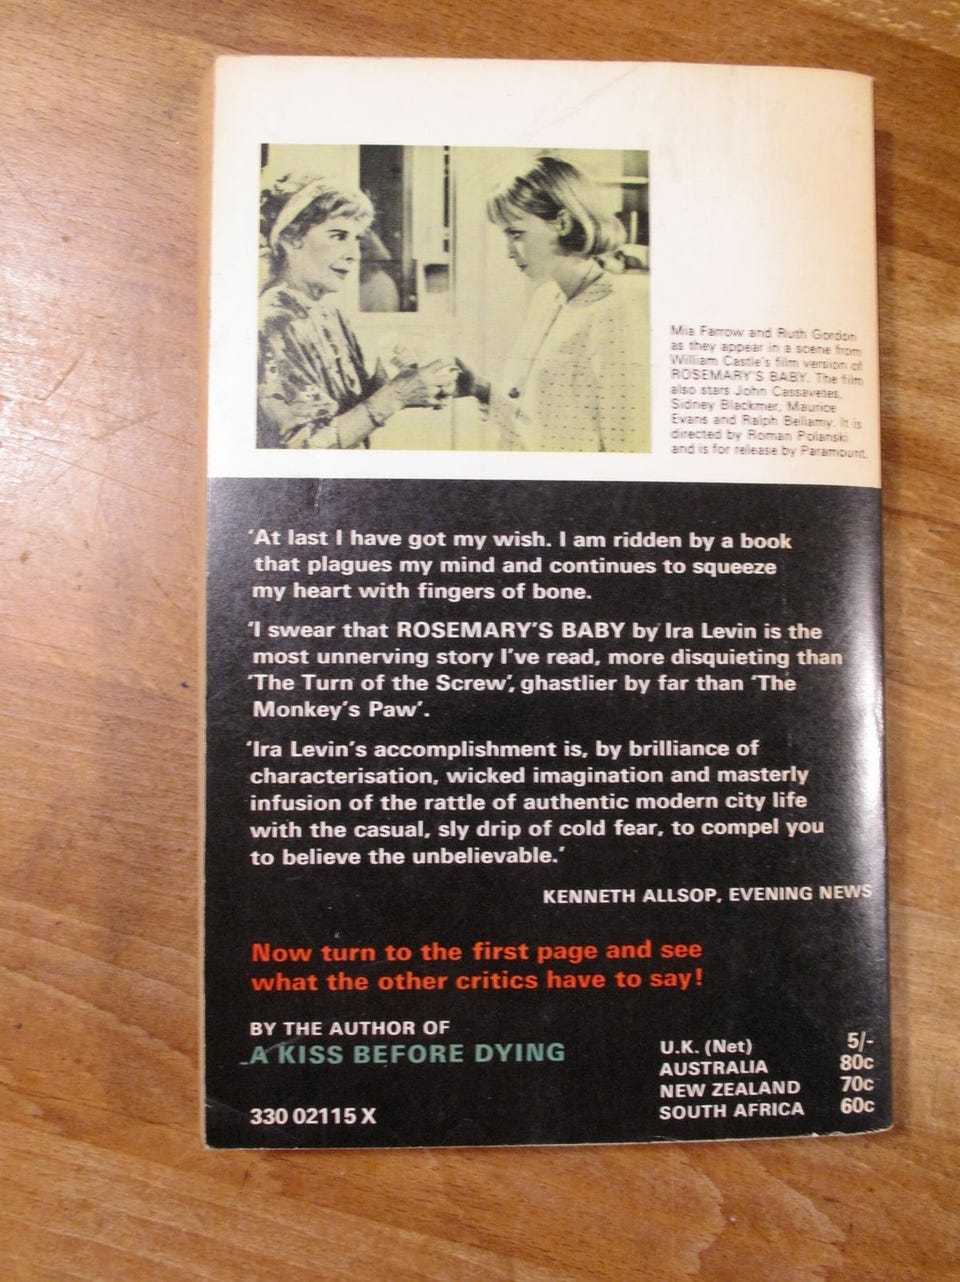 Mia Farrow and Ruth Gordon
as they appear in a scene from
William Castle's film version of
ROSEMARY'S BABY. The film
also stars John Cassavetes,
Sidney Blackmer, Maurice
Evans and Ralph Bellamy. It is
directed by Roman Polanski
and is for release by Paramount.
'At last I have got my wish. I am ridden by a book
that plagues my mind and continues to squeeze
my heart with fingers of bone.
'I swear that ROSEMARY'S BABY by Ira Levin is the
most unnerving story I've read, more disquieting than
'The Turn of the Screw', ghastlier by far than 'The
Monkey's Paw'.
'Ira Levin's accomplishment is, by brilliance of
characterisation, wicked imagination and masterly
infusion of the rattle of authentic modern city life
with the casual, sly drip of cold fear, to compel you
to believe the unbelievable.'
KENNETH ALLSOP, EVENING NEWS
Now turn to the first page and see
what the other critics have to say!
BY THE AUTHOR OF
A KISS BEFORE DYING
U.K. (Net) 5/-
AUSTRALIA 80c
NEW ZEALAND 70c
SOUTH AFRICA 60c
330 02115 X